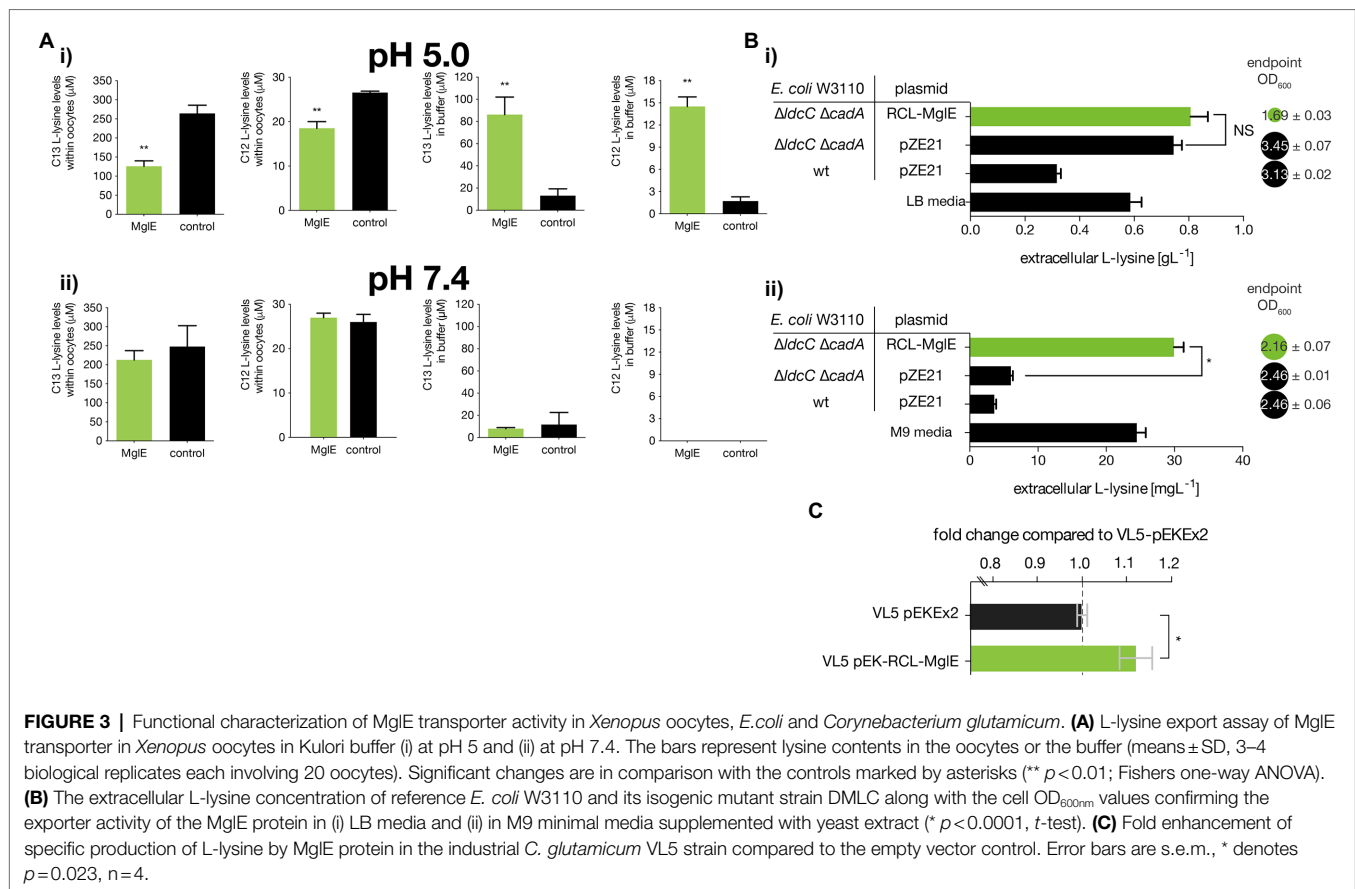 A
i)
pH 5.0
C13 L-lysine levels
within oocytes (µM)
350
300
250
200
150
100
50
0
**
MglE control
C12 L-lysine levels
within oocytes (µM)
30
20
10
0
**
MglE control
C13 L-lysine levels
in buffer (µM)
120
100
80
60
40
20
0
**
MglE control
C12 L-lysine levels
in buffer (µM)
18
15
12
9
6
3
0
**
MglE control
ii)
pH 7.4
C13 L-lysine levels
within oocytes (µM)
350
300
250
200
150
100
50
0
MglE control
C12 L-lysine levels
within oocytes (µM)
30
20
10
0
MglE control
C13 L-lysine levels
in buffer (µM)
120
100
80
60
40
20
0
MglE control
C12 L-lysine levels
in buffer (µM)
18
15
12
9
6
3
0
MglE control
B
i)
endpoint
OD600
E. coli W3110 plasmid
ΔldcC ΔcadA RCL-MglE 1.69 ± 0.03
NS
ΔldcC ΔcadA pZE21 3.45 ± 0.07
wt pZE21 3.13 ± 0.02
LB media
0.0 0.2 0.4 0.6 0.8 1.0
extracellular L-lysine [gL-1]
ii)
endpoint
OD600
E. coli W3110 plasmid
ΔldcC ΔcadA RCL-MglE 2.16 ± 0.07
*
ΔldcC ΔcadA pZE21 2.46 ± 0.01
wt pZE21 2.46 ± 0.06
M9 media
0 10 20 30 40
extracellular L-lysine [mgL-1]
C
fold change compared to VL5-pEKEx2
0.8 0.9 1.0 1.1 1.2
VL5 pEKEx2
*
VL5 pEK-RCL-MglE
FIGURE 3 | Functional characterization of MglE transporter activity in Xenopus oocytes, E.coli and Corynebacterium glutamicum. (A) L-lysine export assay of MglE
transporter in Xenopus oocytes in Kulori buffer (i) at pH 5 and (ii) at pH 7.4. The bars represent lysine contents in the oocytes or the buffer (means ± SD, 3–4
biological replicates each involving 20 oocytes). Significant changes are in comparison with the controls marked by asterisks (** p < 0.01; Fishers one-way ANOVA).
(B) The extracellular L-lysine concentration of reference E. coli W3110 and its isogenic mutant strain DMLC along with the cell OD600nm values confirming the
exporter activity of the MglE protein in (i) LB media and (ii) in M9 minimal media supplemented with yeast extract (* p < 0.0001, t-test). (C) Fold enhancement of
specific production of L-lysine by MglE protein in the industrial C. glutamicum VL5 strain compared to the empty vector control. Error bars are s.e.m., * denotes
p = 0.023, n = 4.